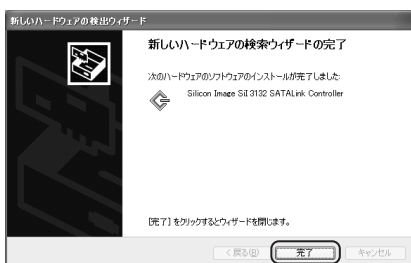 新しいハードウェアの検出ウィザード
新しいハードウェアの検索ウィザードの完了
次のハードウェアのソフトウェアのインストールが完了しました:
Silicon Image SiI 3132 SATALink Controller
[完了] をクリックするとウィザードを閉じます。
< 戻る(B)
完了
キャンセル